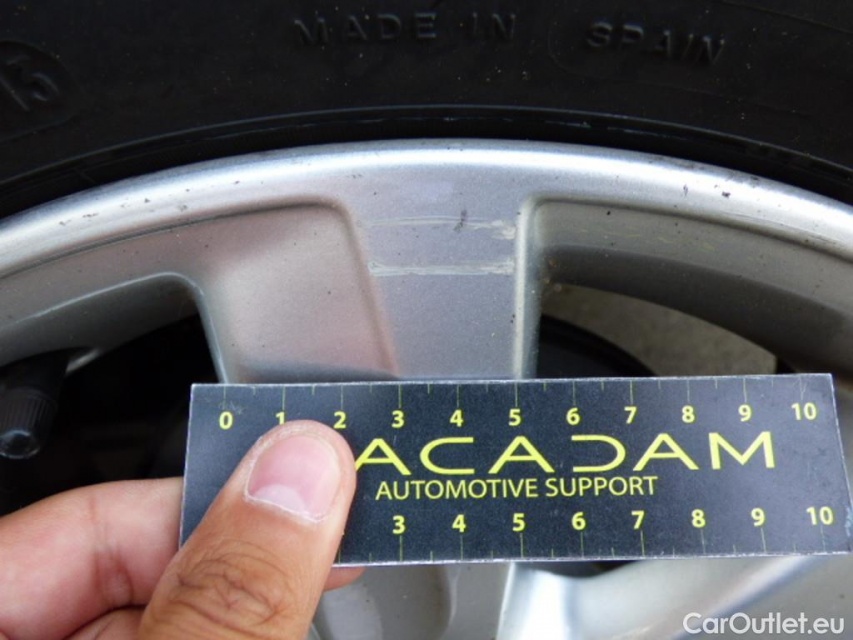 MADE IN SPAIN
13
0 1 2 3 4 5 6 7 8 9 10
ACADAM
AUTOMOTIVE SUPPORT
3 4 5 6 7 8 9 10
CarOutlet.eu